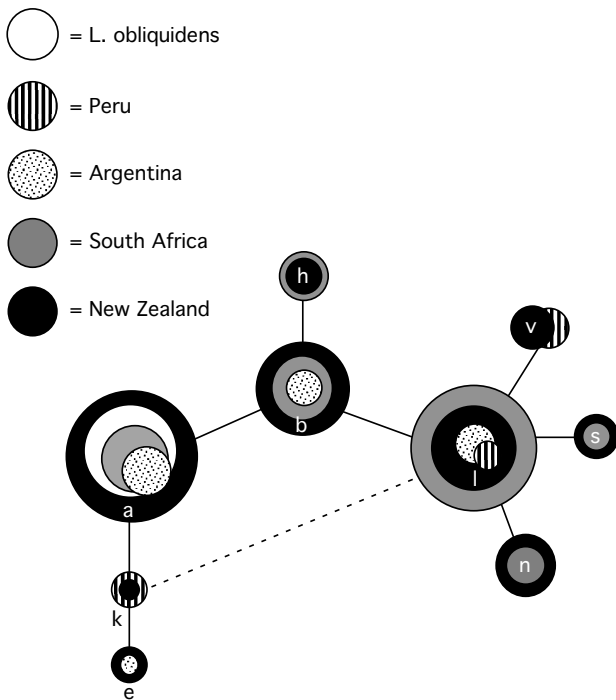 = L. obliquidens
= Peru
= Argentina
= South Africa
= New Zealand
h
v
b
s
l
a
n
k
e